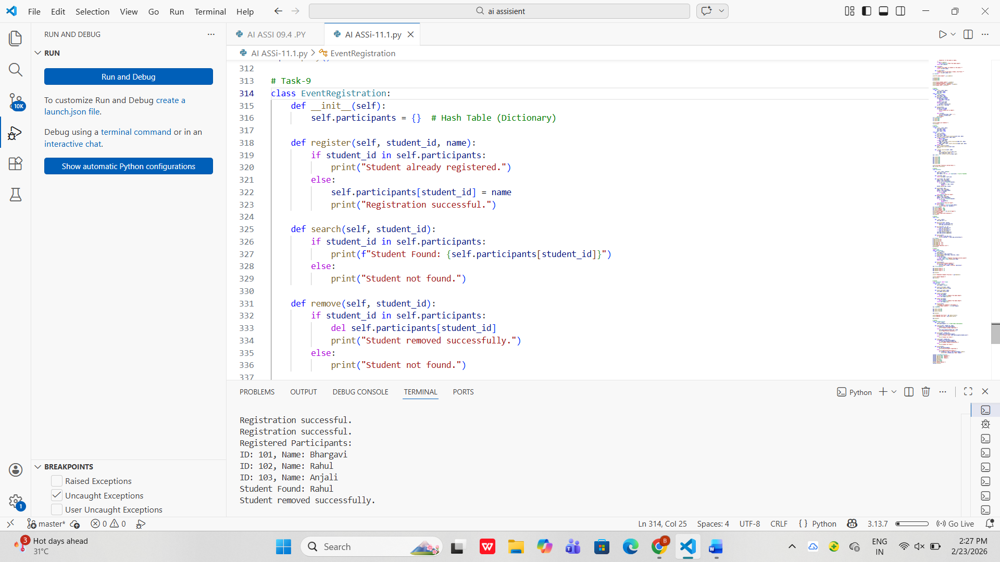 File Edit Selection View Go Run Terminal Help
ai assisient
RUN AND DEBUG
RUN
Run and Debug
To customize Run and Debug create a
launch.json file.
Debug using a terminal command or in an
interactive chat.
Show automatic Python configurations
10K
BREAKPOINTS
Raised Exceptions
Uncaught Exceptions
User Uncaught Exceptions
1
AI ASSI 09.4 .PY
AI ASSi-11.1.py
AI ASSi-11.1.py > EventRegistration
312
313 # Task-9
314 class EventRegistration:
315 def __init__(self):
316 self.participants = {} # Hash Table (Dictionary)
317
318 def register(self, student_id, name):
319 if student_id in self.participants:
320 print("Student already registered.")
321 else:
322 self.participants[student_id] = name
323 print("Registration successful.")
324
325 def search(self, student_id):
326 if student_id in self.participants:
327 print(f"Student Found: {self.participants[student_id]}")
328 else:
329 print("Student not found.")
330
331 def remove(self, student_id):
332 if student_id in self.participants:
333 del self.participants[student_id]
334 print("Student removed successfully.")
335 else:
336 print("Student not found.")
337
PROBLEMS OUTPUT DEBUG CONSOLE TERMINAL PORTS
Python
Registration successful.
Registration successful.
Registered Participants:
ID: 101, Name: Bhargavi
ID: 102, Name: Rahul
ID: 103, Name: Anjali
Student Found: Rahul
Student removed successfully.
master* 0 0
Ln 314, Col 25 Spaces: 4 UTF-8 CRLF { } Python 3.13.7 Go Live
3
Hot days ahead
31°C
Search
ENG
IN
2:27 PM
2/23/2026